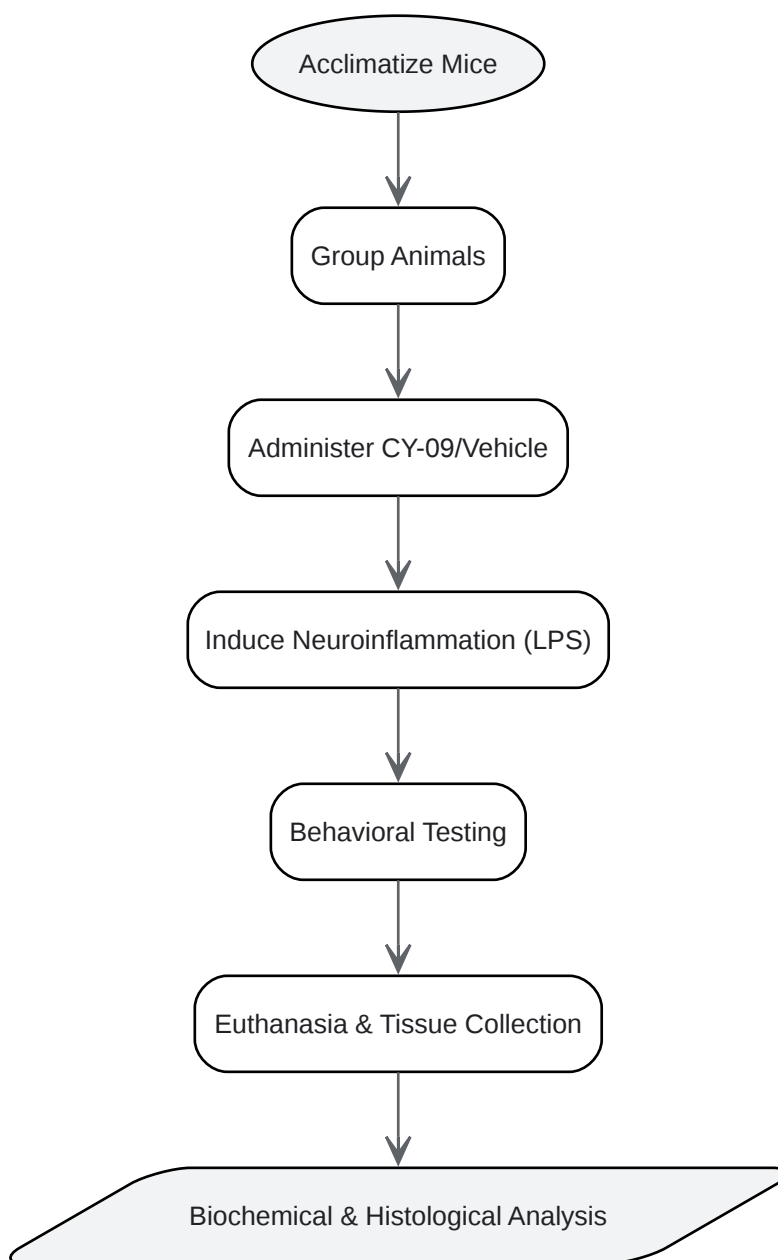 Acclimatize Mice
Group Animals
Administer CY-09/Vehicle
Induce Neuroinflammation (LPS)
Behavioral Testing
Euthanasia & Tissue Collection
Biochemical & Histological Analysis